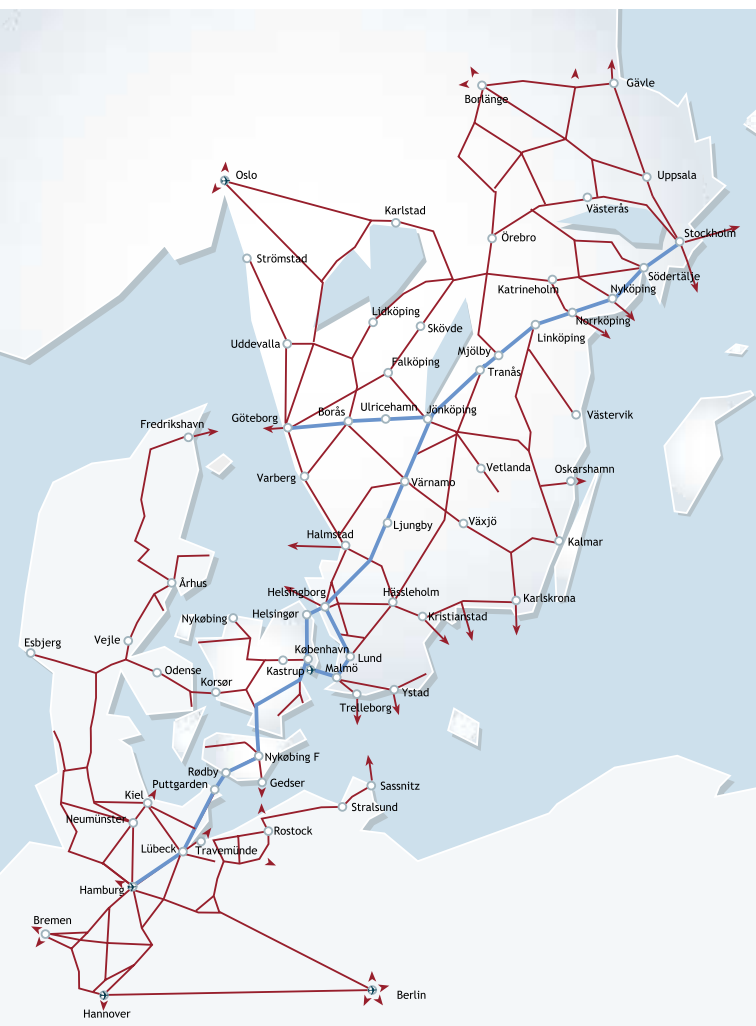 Gävle
Borlänge
Uppsala
Oslo
Västerås
Karlstad
Stockholm
Örebro
Strömstad
Södertälje
Katrineholm
Nyköping
Lidköping
Norrköping
Skövde
Linköping
Uddevalla
Mjölby
Falköping
Tranås
Ulricehamn
Jönköping
Borås
Göteborg
Västervik
Fredrikshavn
Vetlanda
Oskarshamn
Varberg
Värnamo
Ljungby
Växjö
Halmstad
Kalmar
Århus
Helsingborg
Hässleholm
Karlskrona
Helsingør
Kristianstad
Nykøbing
Vejle
Esbjerg
København
Lund
Odense
Kastrup
Malmö
Korsør
Ystad
Trelleborg
Nykøbing F
Rødby
Puttgarden
Gedser
Sassnitz
Kiel
Stralsund
Neumünster
Rostock
Lübeck
Travemünde
Hamburg
Bremen
Berlin
Hannover